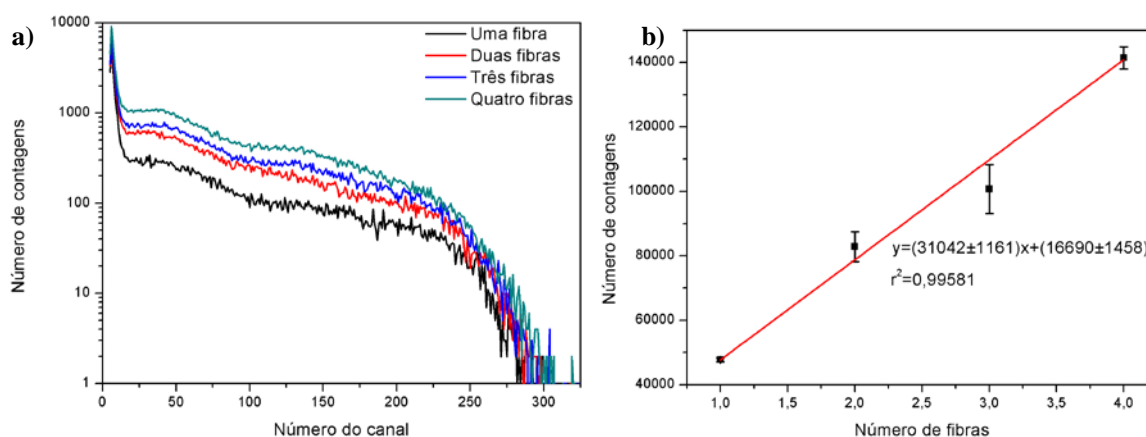 a)
10000
1000
100
10
1
Número de contagens
0
50
100
150
200
250
300
Número do canal
Uma fibra
Duas fibras
Três fibras
Quatro fibras
b)
140000
120000
100000
80000
60000
40000
Número de contagens
1,0
1,5
2,0
2,5
3,0
3,5
4,0
Número de fibras
y=(31042±1161)x+(16690±1458)
r²=0,99581